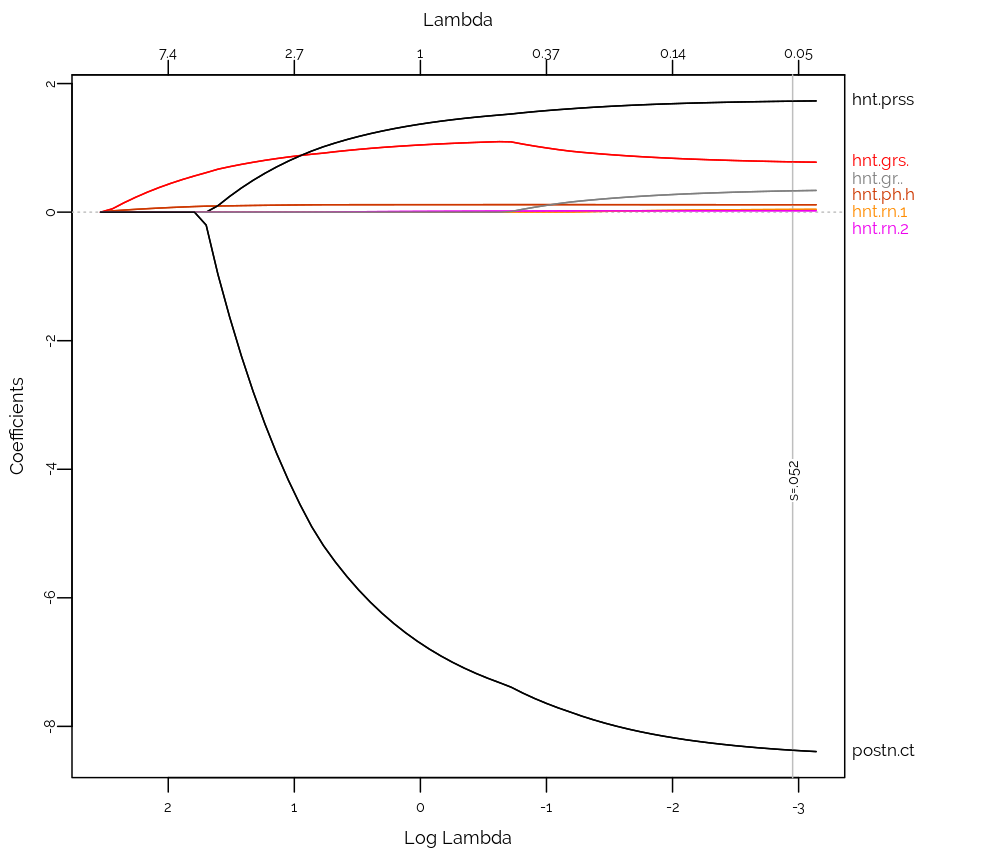 Lambda
7.4 2.7 1 0.37 0.14 0.05
2
0
-2
-4
-6
-8
Coefficients
hnt.prss
hnt.grs.
hnt.gr..
hnt.ph.h
hnt.rn.1
hnt.rn.2
s=.052
postn.ct
2 1 0 -1 -2 -3
Log Lambda